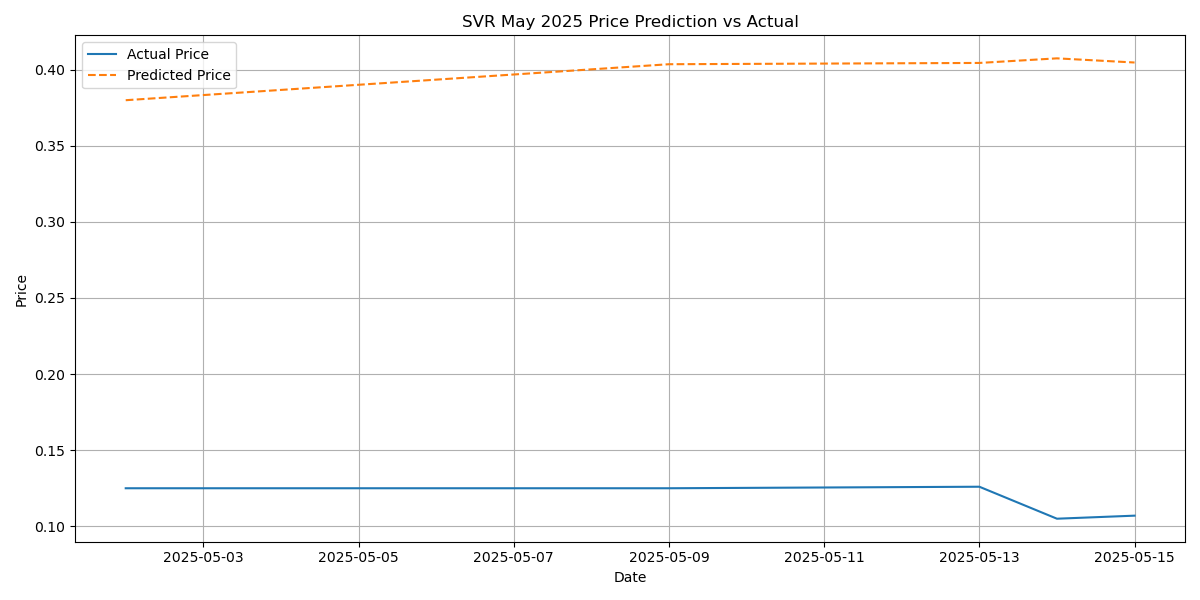 SVR May 2025 Price Prediction vs Actual
Actual Price
Predicted Price
Price
0.40
0.35
0.30
0.25
0.20
0.15
0.10
2025-05-03 2025-05-05 2025-05-07 2025-05-09 2025-05-11 2025-05-13 2025-05-15
Date